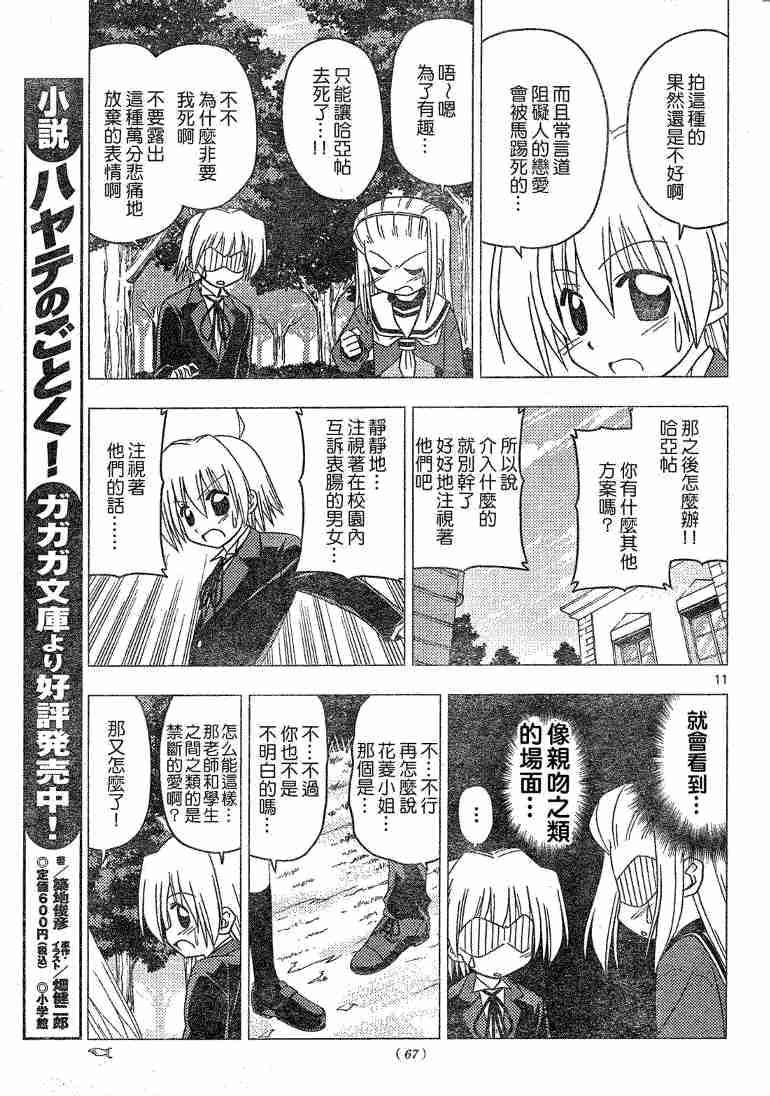 拍這種的
果然還是不好啊
而且常言道
阻礙人的戀愛
會被馬踢死的…
唔～嗯
為了有趣…
只能讓哈亞帖
去死了…!!
不不
為什麼非要
我死啊
不要露出
這種萬分悲痛地
放棄的表情啊
那之後怎麼辦!!
哈亞帖
你有什麼其他
方案嗎?
所以說
介入什麼的
就別幹了
好好地注視著
他們吧
靜靜地…
注視著在校園內
互訴衷腸的男女…
注視著
他們的話……
11
就會看到…
像親吻之類
的場面…
…
不…不行
再怎麼說
花菱小姐
那個是…
不…不過
你也不是
不明白的嗎…
怎么能這樣…
那老師和學生
之間之類的是
禁斷的愛啊?
那又怎麼了!
(67)
小説
ハヤテのごとく!
ガガガ文庫より好評発売中!
著/築地俊彦
原作・イラスト/畑健二郎
◎定価600円(税込)
◎小学館